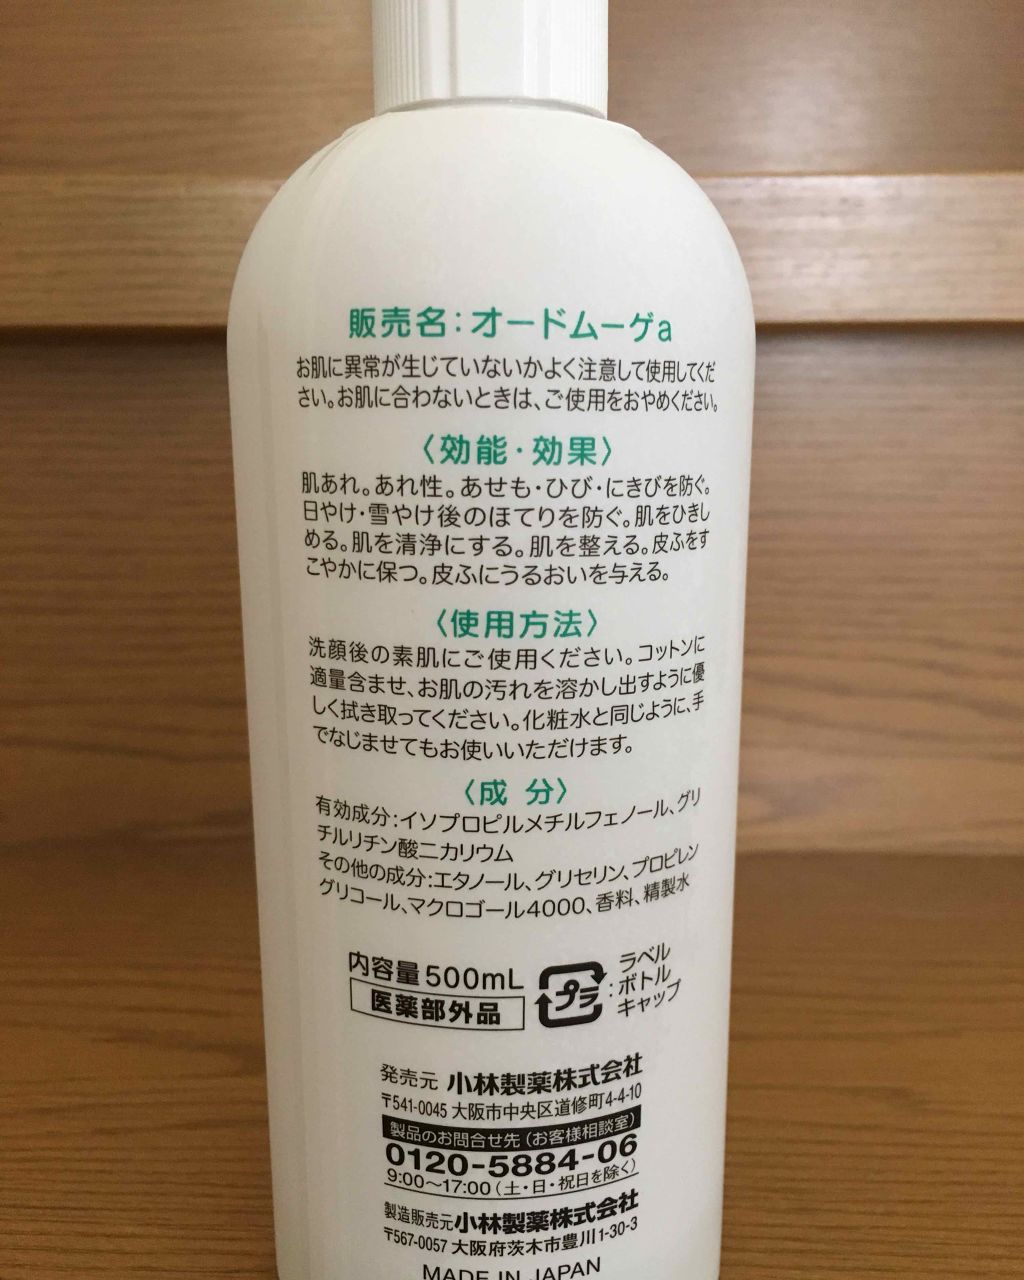 販売名：オードムーゲa
お肌に異常が生じていないかよく注意して使用してくだ
さい。お肌に合わないときは、ご使用をおやめください。
〈効能・効果〉
肌あれ。あれ性。あせも・ひび・にきびを防ぐ。
日やけ・雪やけ後のほてりを防ぐ。肌をひきし
める。肌を清浄にする。肌を整える。皮ふをす
こやかに保つ。皮ふにうるおいを与える。
〈使用方法〉
洗顔後の素肌にご使用ください。コットンに
適量含ませ、お肌の汚れを溶かし出すように優
しく拭き取ってください。化粧水と同じように、手
でなじませてもお使いいただけます。
〈成 分〉
有効成分：イソプロピルメチルフェノール、グリ
チルリチン酸二カリウム
その他の成分：エタノール、グリセリン、プロピレン
グリコール、マクロゴール4000、香料、精製水
内容量500mL
医薬部外品
プラ
：
ラベル
ボトル
キャップ
発売元 小林製薬株式会社
〒541-0045 大阪市中央区道修町4-4-10
製品のお問合せ先（お客様相談室）
0120-5884-06
9:00〜17:00（土・日・祝日を除く）
製造販売元小林製薬株式会社
〒567-0057 大阪府茨木市豊川1-30-3
MADE IN JAPAN